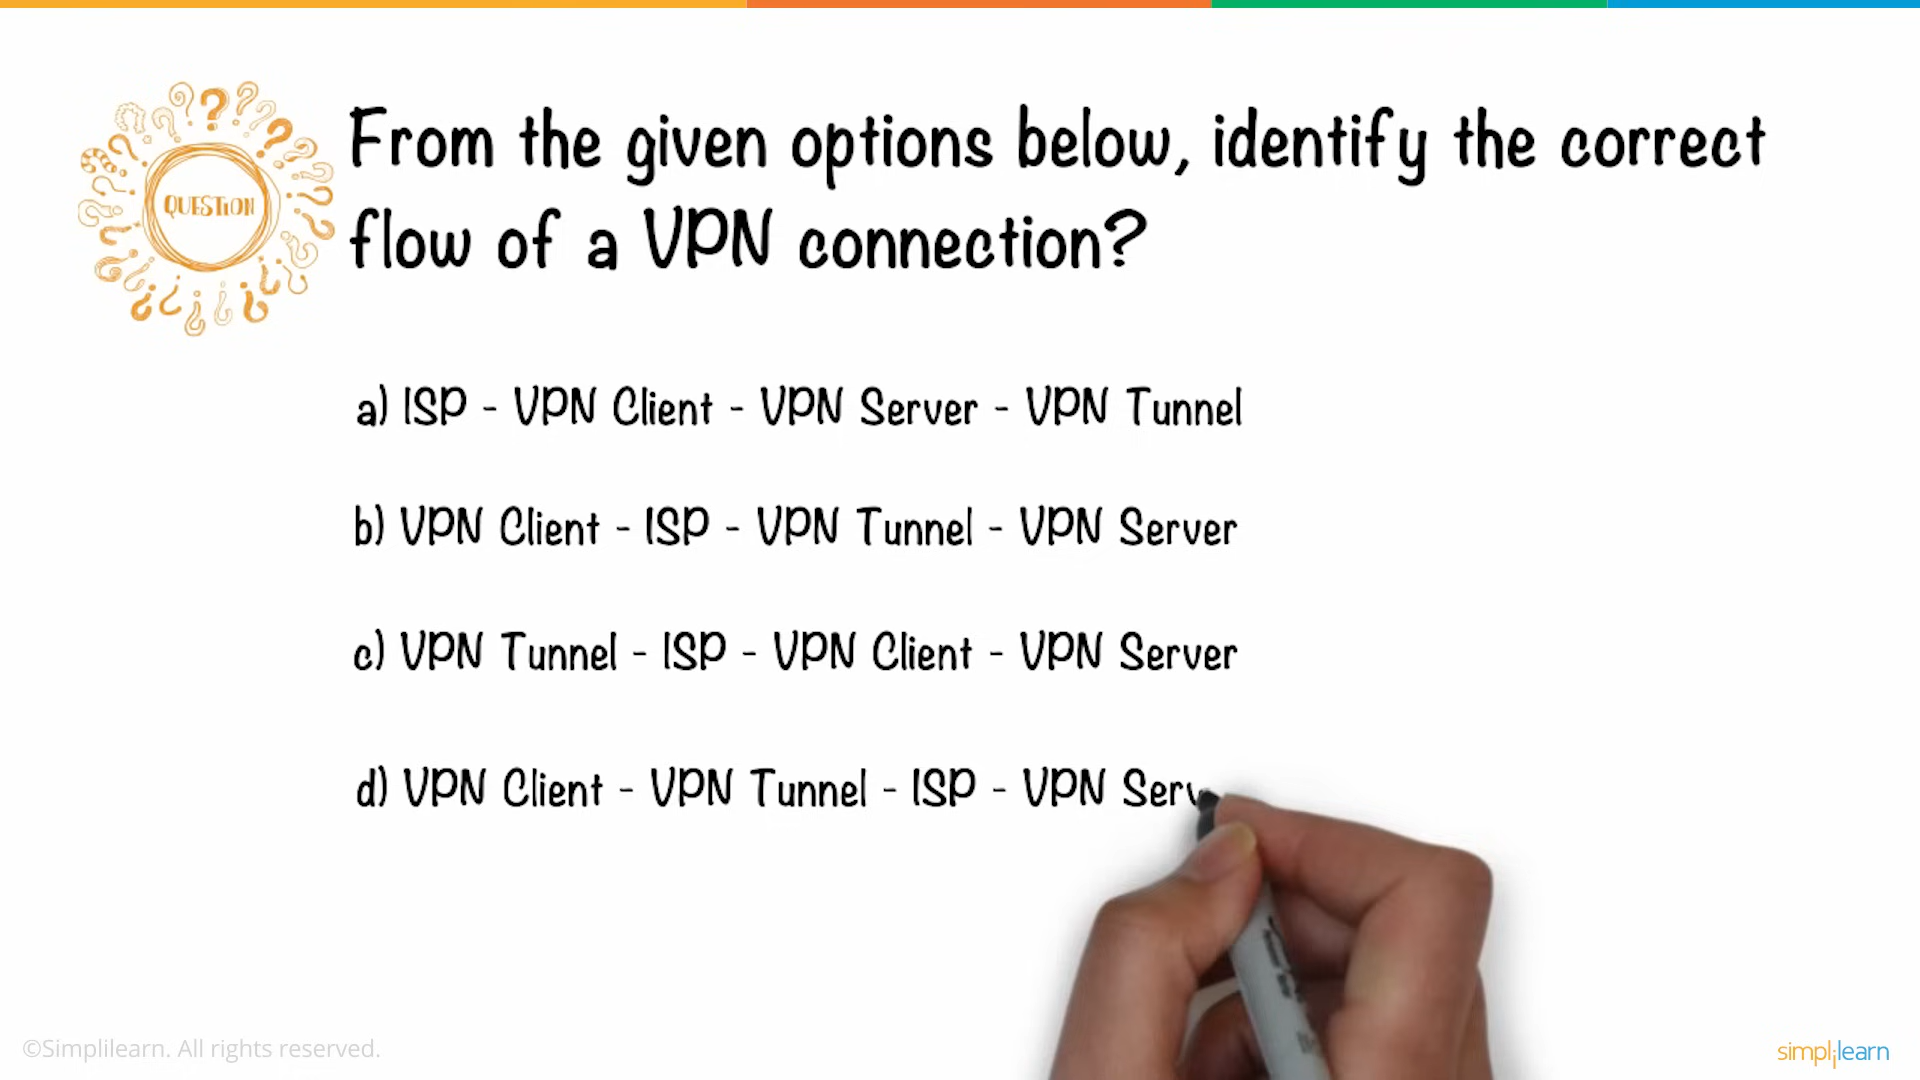 QUESTION
From the given options below, identify the correct
flow of a VPN connection?
a) ISP - VPN Client - VPN Server - VPN Tunnel
b) VPN Client - ISP - VPN Tunnel - VPN Server
c) VPN Tunnel - ISP - VPN Client - VPN Server
d) VPN Client - VPN Tunnel - ISP - VPN Serv
©Simplilearn. All rights reserved.
simplilearn